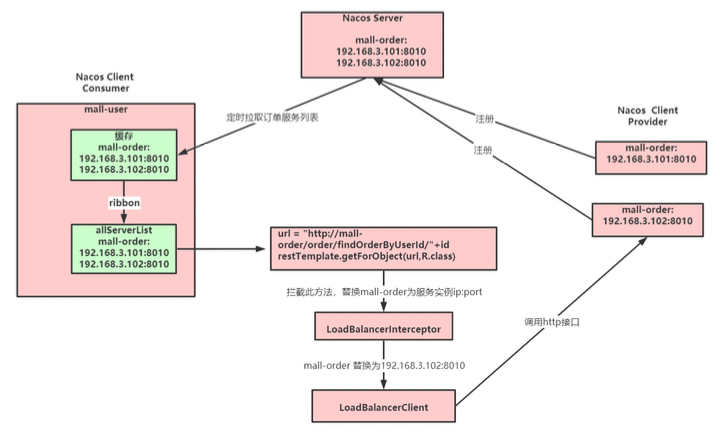 Nacos Server
mall-order:
192.168.3.101:8010
192.168.3.102:8010
Nacos Client
Consumer
mall-user
缓存
mall-order:
192.168.3.101:8010
192.168.3.102:8010
ribbon
allServerList
mall-order:
192.168.3.101:8010
192.168.3.102:8010
定时拉取订单服务列表
注册
注册
Nacos Client
Provider
mall-order:
192.168.3.101:8010
mall-order:
192.168.3.102:8010
url = "http://mall-
order/order/findOrderByUserId/"+id
restTemplate.getForObject(url,R.class)
拦截此方法，替换mall-order为服务实例ip:port
LoadBalancerInterceptor
mall-order 替换为192.168.3.102:8010
LoadBalancerClient
调用http接口